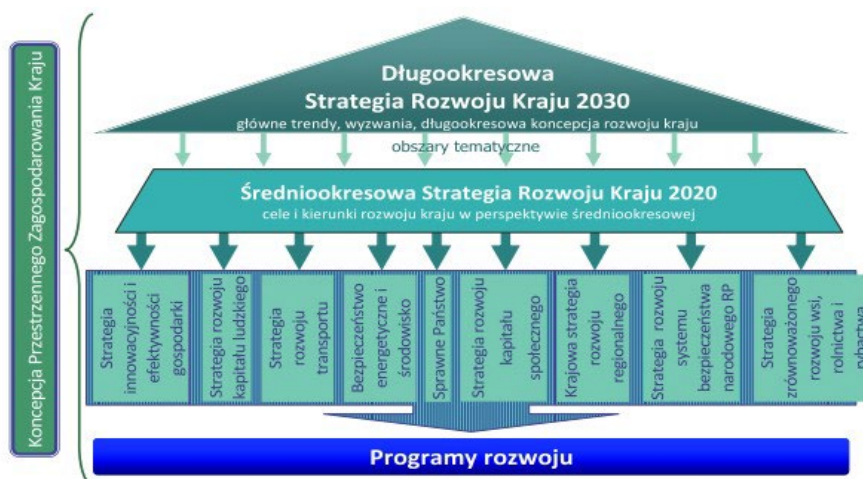 Koncepcja Przestrzennego Zagospodarowania Kraju
Długookresowa
Strategia Rozwoju Kraju 2030
główne trendy, wyzwania, długookresowa koncepcja rozwoju kraju
obszary tematyczne
Średniookresowa Strategia Rozwoju Kraju 2020
cele i kierunki rozwoju kraju w perspektywie średniookresowej
Strategia
innowacyjności i
efektywności
gospodarki
Strategia rozwoju
kapitału ludzkiego
Strategia
rozwoju
transportu
Bezpieczeństwo
energetyczne i
środowisko
Sprawne Państwo
Strategia rozwoju
kapitału
społecznego
Krajowa strategia
rozwoju
regionalnego
Strategia rozwoju
systemu
bezpieczeństwa
narodowego RP
Strategia
zrównoważonego
rozwoju wsi,
rolnictwa i
Programy rozwoju